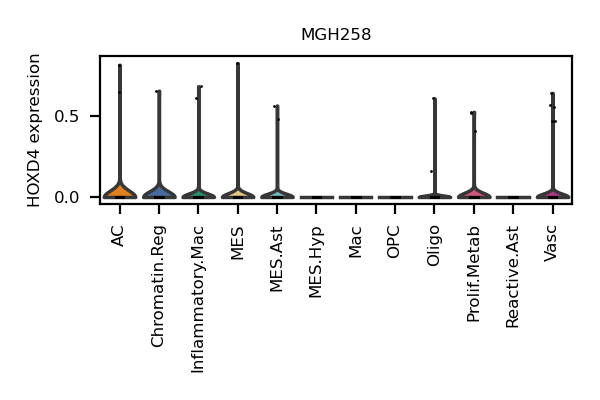 MGH258
HOXD4 expression
0.5
0.0
AC
Chromatin.Reg
Inflammatory.Mac
MES
MES.Ast
MES.Hyp
Mac
OPC
Oligo
Prolif.Metab
Reactive.Ast
Vasc